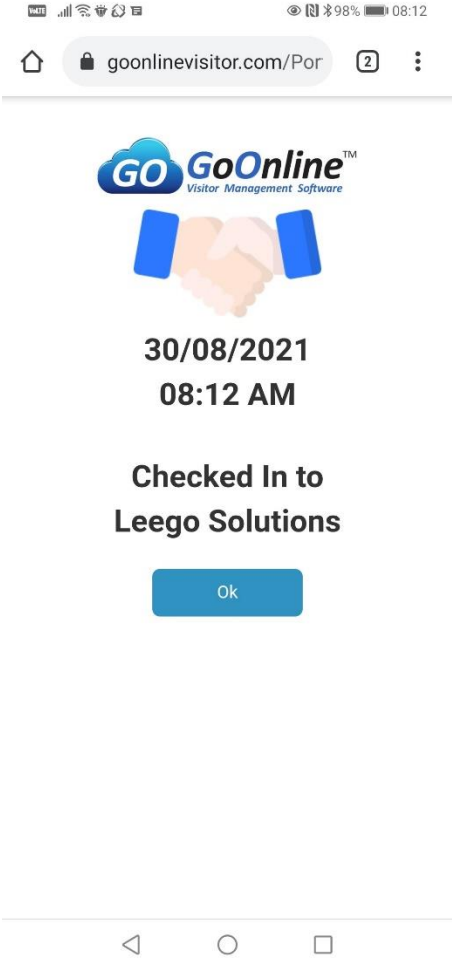 VoLTE 98% 08:12
goonlinevisitor.com/Por
2
GO GoOnline™
Visitor Management Software
30/08/2021
08:12 AM
Checked In to
Leego Solutions
Ok